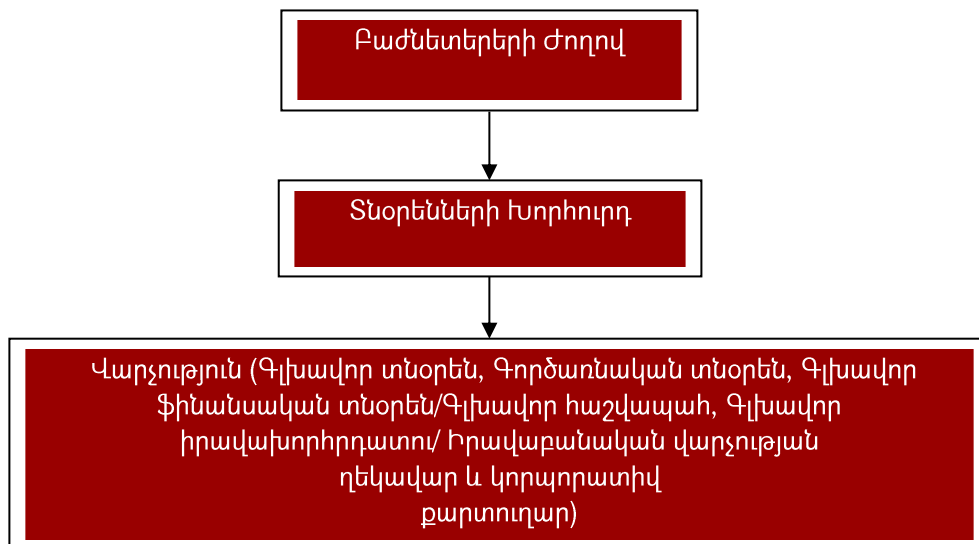 Բաժնետերերի Ժողով
Տնօրենների Խորհուրդ
Վարչություն (Գլխավոր տնօրեն, Գործառնական տնօրեն, Գլխավոր
ֆինանսական տնօրեն/Գլխավոր հաշվապահ, Գլխավոր
իրավախորհրդատու/ Իրավաբանական վարչության
ղեկավար և կորպորատիվ
քարտուղար)